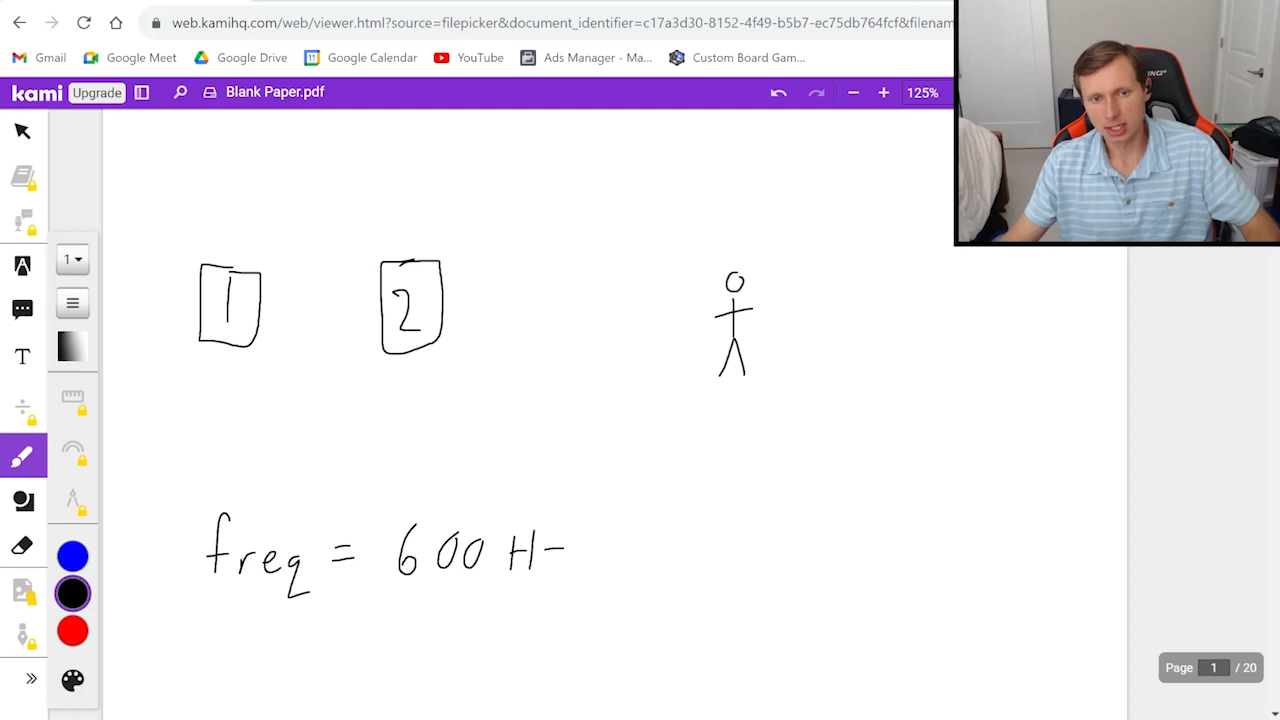 web.kamihq.com/web/viewer.html?source=filepicker&document_identifier=c17a3d30-8152-4f49-b5b7-ec75db764fcf&filenam
Gmail Google Meet Google Drive Google Calendar YouTube Ads Manager - Ma... Custom Board Gam...
kami Upgrade Blank Paper.pdf 125%
1
1 2
T
freq = 600 H-
Page 1 / 20